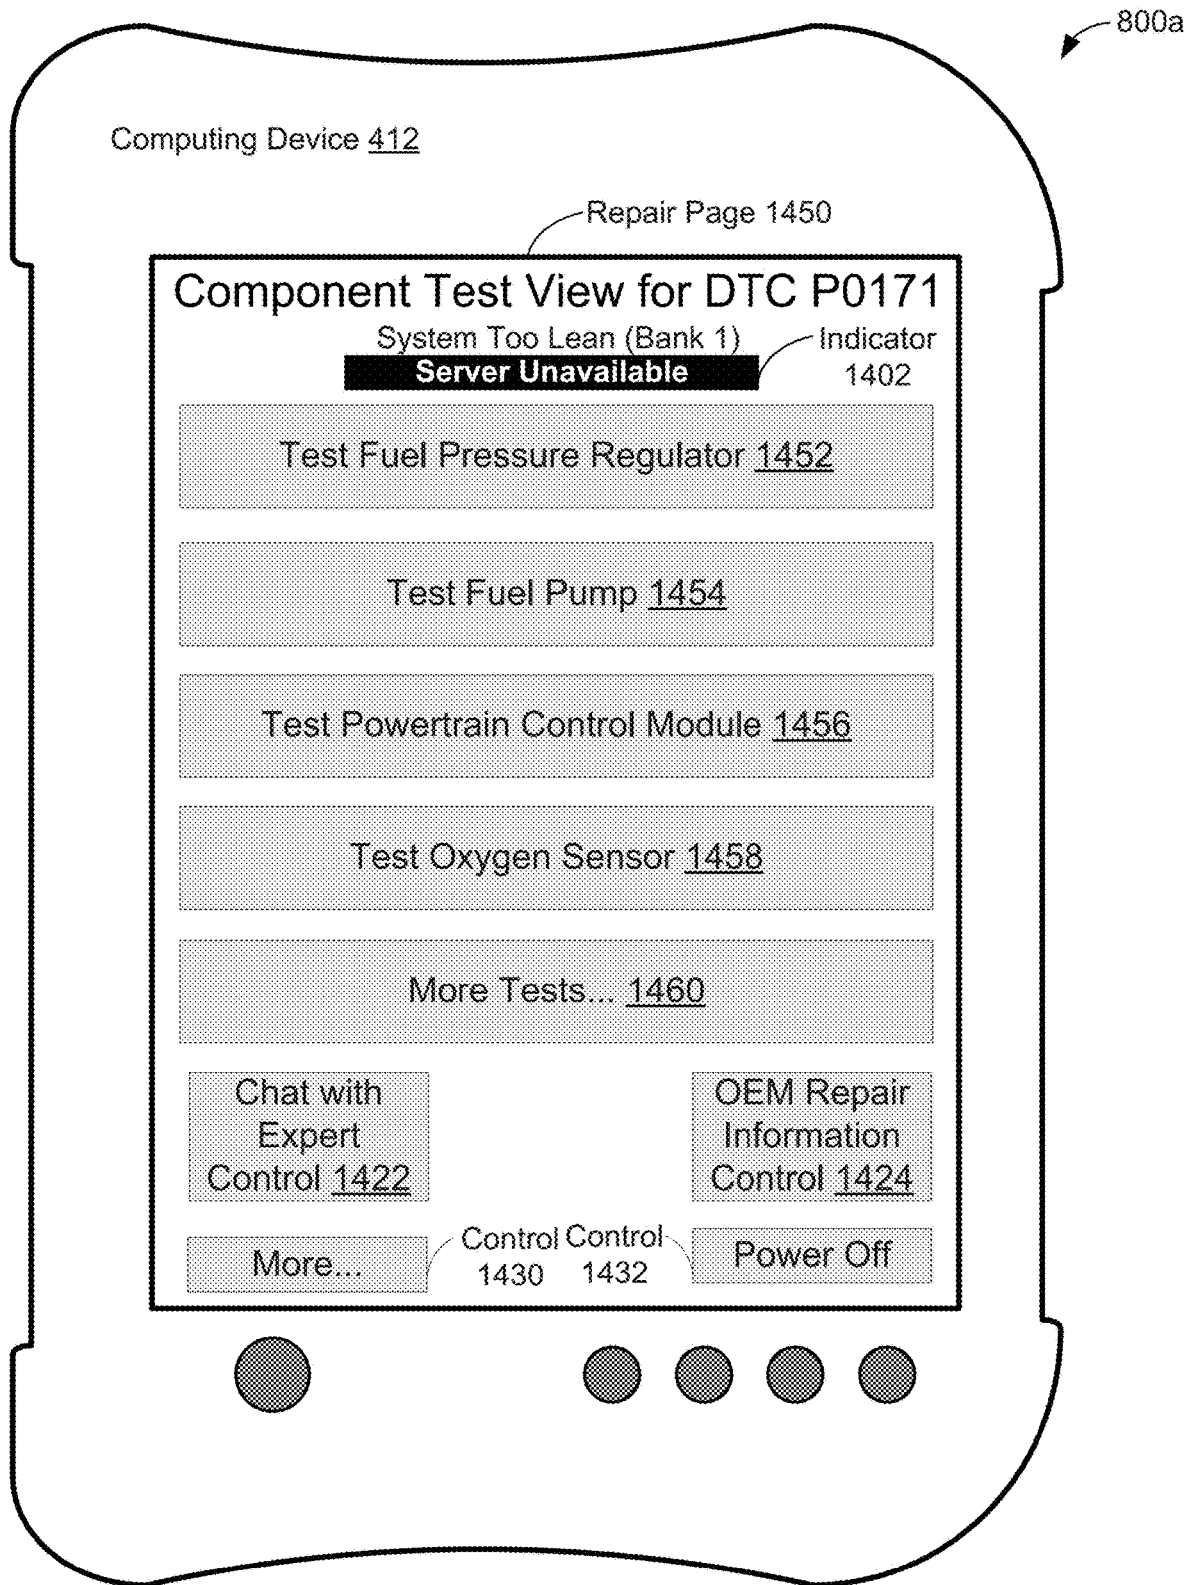 800a
Computing Device 412
Repair Page 1450
Component Test View for DTC P0171
System Too Lean (Bank 1)
Server Unavailable
Indicator
1402
Test Fuel Pressure Regulator 1452
Test Fuel Pump 1454
Test Powertrain Control Module 1456
Test Oxygen Sensor 1458
More Tests... 1460
Chat with
Expert
Control 1422
OEM Repair
Information
Control 1424
More...
Control
1430
Control
1432
Power Off